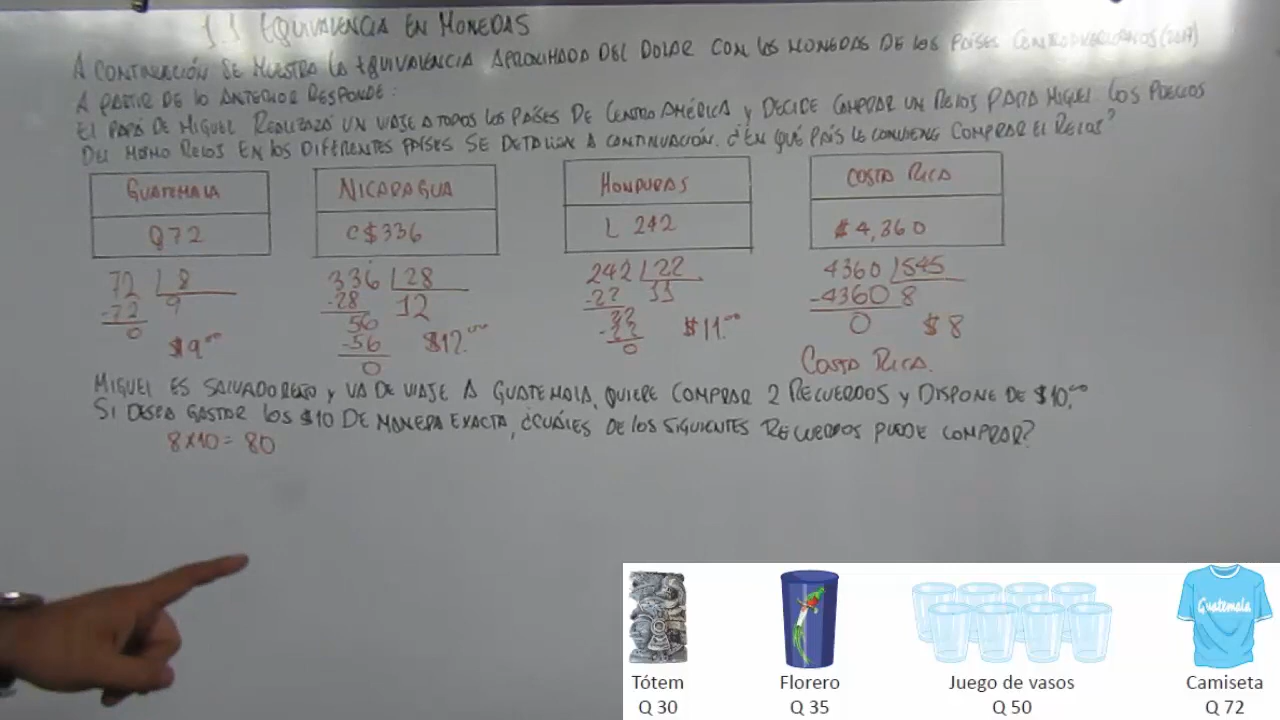 1.1 EQUIVALENCIA EN MONEDAS
A CONTINUACIÓN SE MUESTRA LA EQUIVALENCIA APROXIMADA DEL DOLAR CON LOS MONEDAS DE LOS PAÍSES CENTROAMERICANOS (2017)
A PARTIR DE LO ANTERIOR RESPONDE:
EL PAPÁ DE MIGUEL REALIZARÁ UN VIAJE A TODOS LOS PAÍSES DE CENTRO AMÉRICA, Y DECIDE COMPRAR UN RELOJ PARA MIGUEL LOS PRECIOS
DEL MISMO RELOJ EN LOS DIFERENTES PAÍSES SE DETALLAN A CONTINUACIÓN. ¿EN QUÉ PAÍS LE CONVIENE COMPRAR EL RELOJ?
GUATEMALA NICARAGUA HONDURAS COSTA RICA
Q72 C$336 L 242 ₡4,360
72 8 336 28 242 22 4360 545
-72 9 -28 12 -22 11 -4360 8
0 56 22 0
$9.00 -56 $12.00 -22 $11.00 $8
0 0
COSTA RICA.
MIGUEL ES SALVADOREÑO Y VA DE VIAJE A GUATEMALA, QUIERE COMPRAR 2 RECUERDOS Y DISPONE DE $10.00
SI DESEA GASTAR LOS $10 DE MANERA EXACTA, ¿CUÁLES DE LOS SIGUIENTES RECUERDOS PUEDE COMPRAR?
8x10= 80
Guatemala
Tótem Florero Juego de vasos Camiseta
Q 30 Q 35 Q 50 Q 72